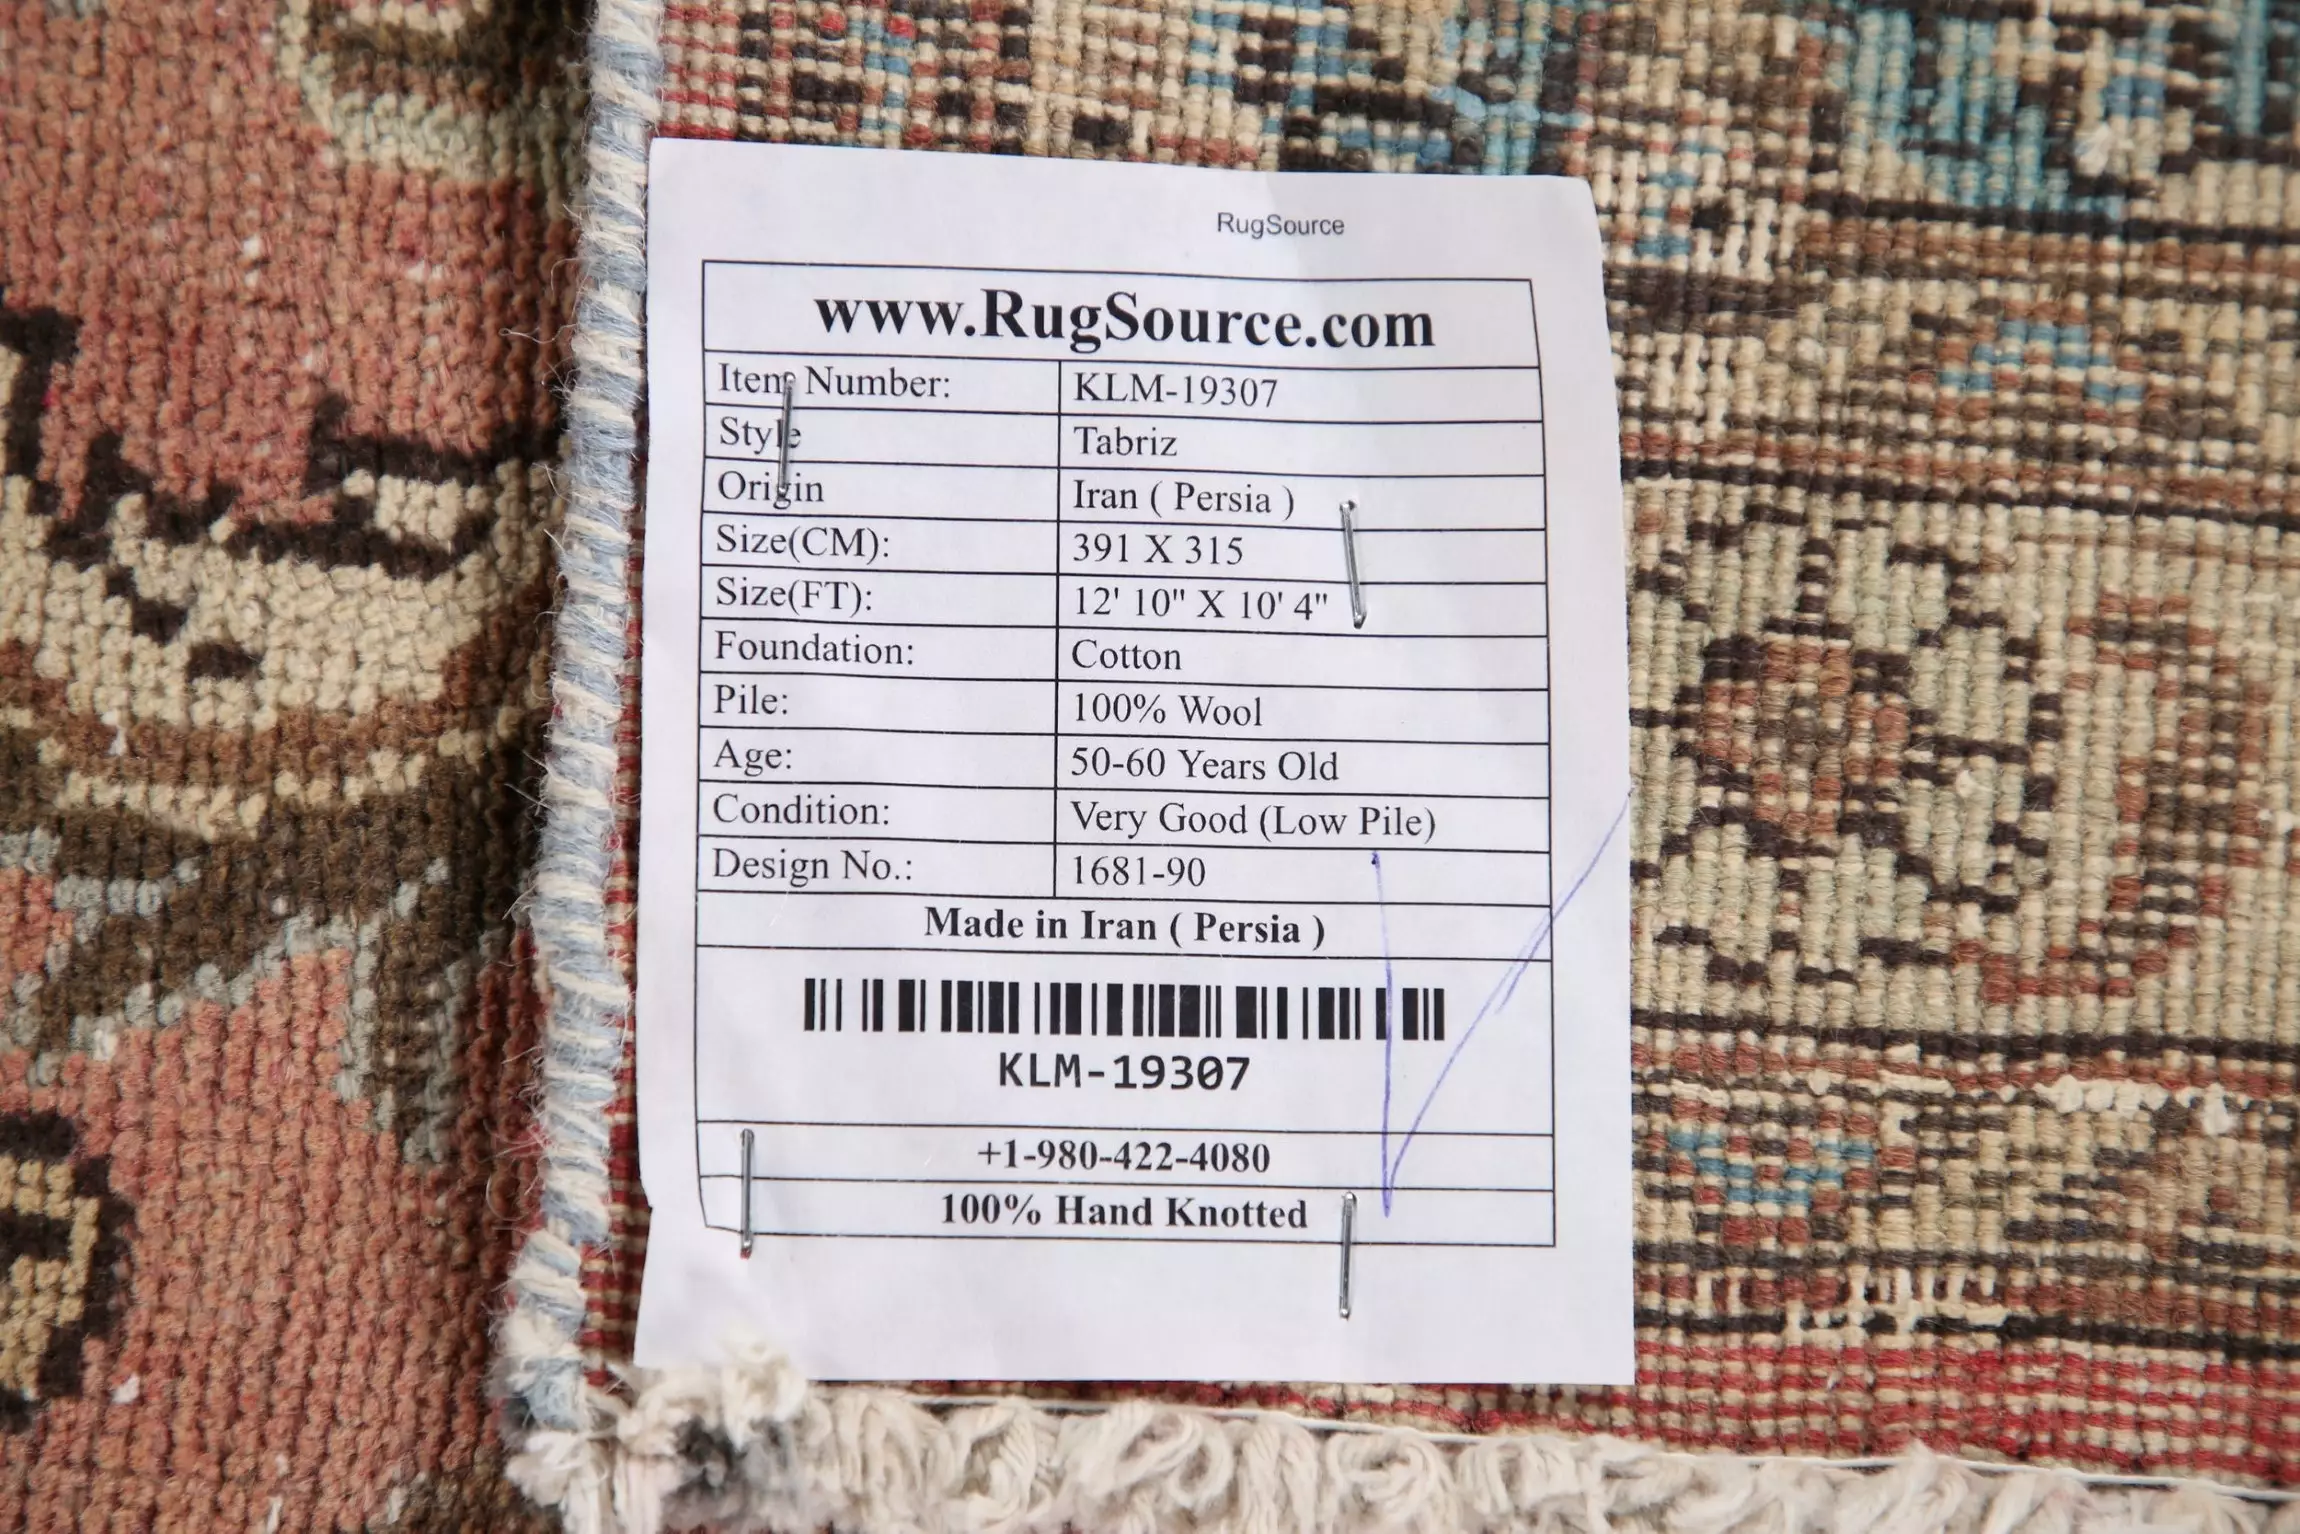 RugSource
www.RugSource.com
Item Number: KLM-19307
Style Tabriz
Origin Iran ( Persia )
Size(CM): 391 X 315
Size(FT): 12' 10" X 10' 4"
Foundation: Cotton
Pile: 100% Wool
Age: 50-60 Years Old
Condition: Very Good (Low Pile)
Design No.: 1681-90
Made in Iran ( Persia )
KLM-19307
+1-980-422-4080
100% Hand Knotted